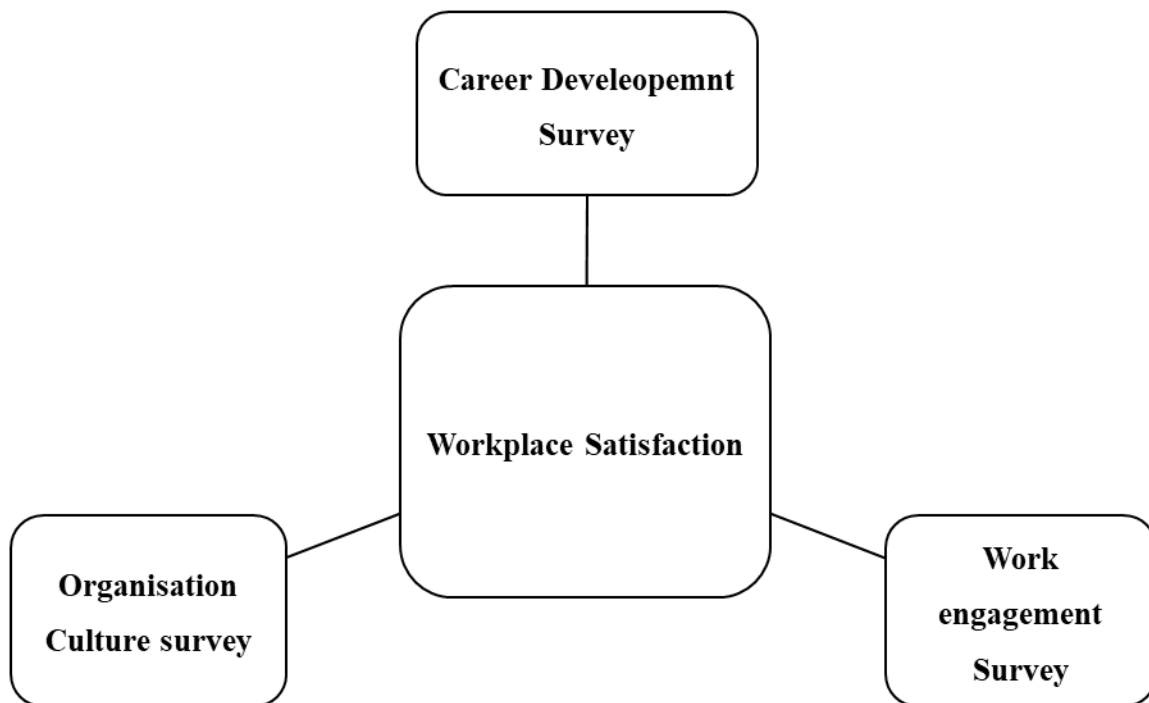 Career Develeopemnt
Survey
Workplace Satisfaction
Organisation
Culture survey
Work
engagement
Survey